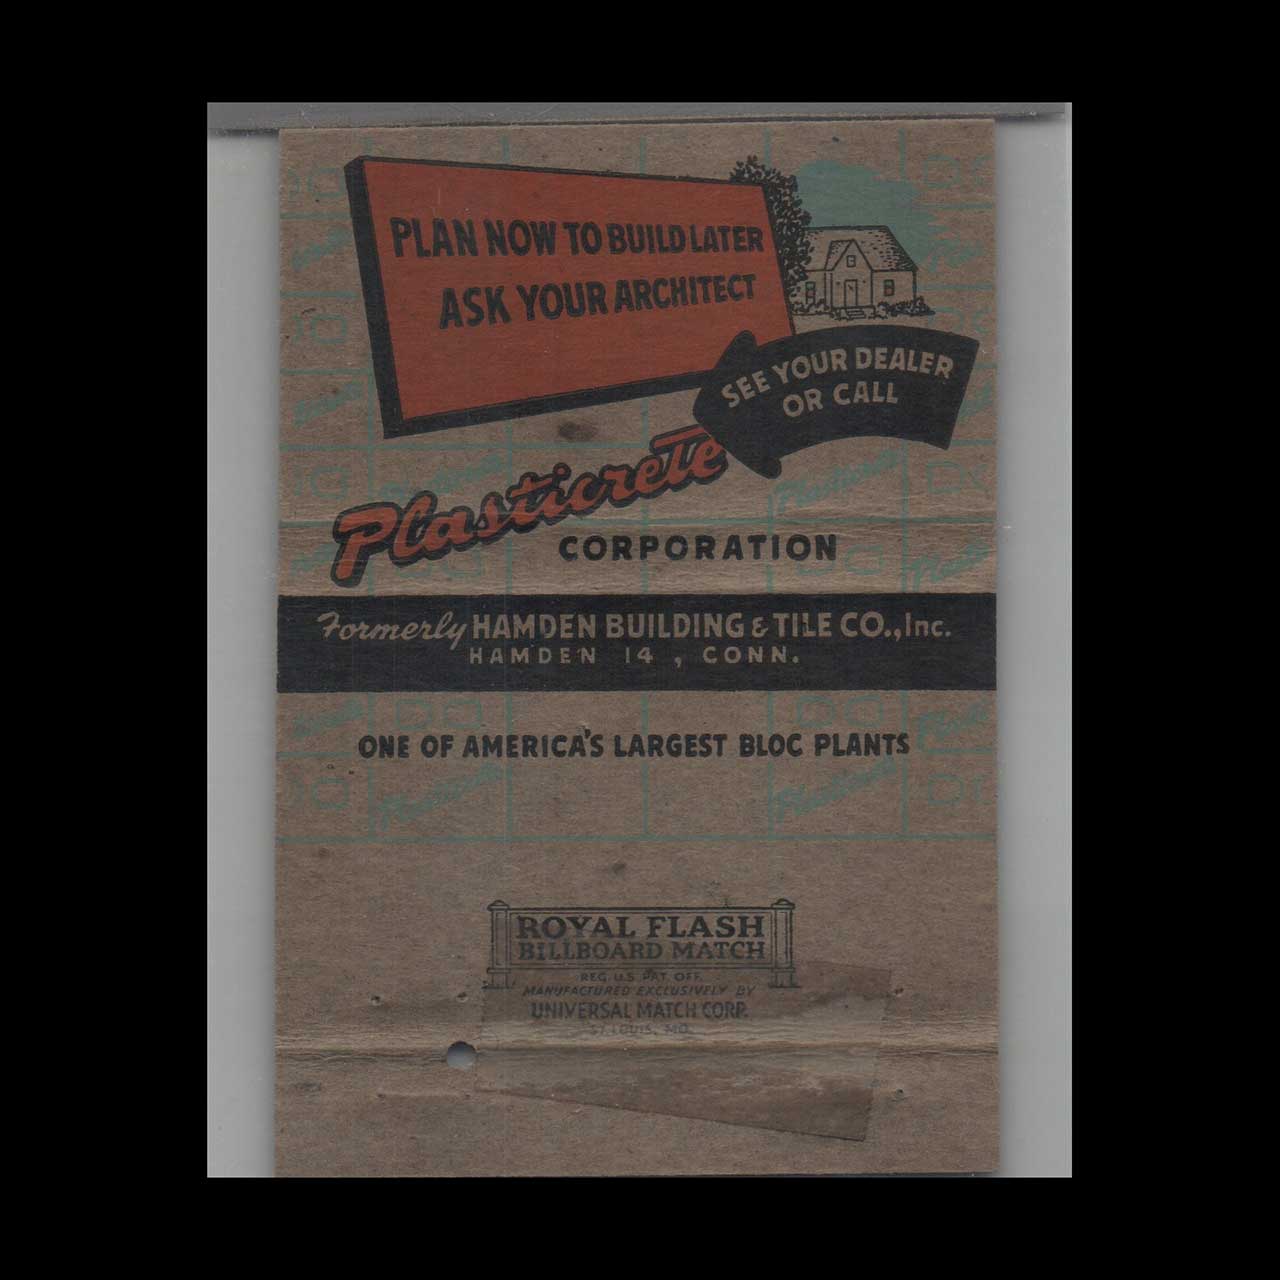 PLAN NOW TO BUILD LATER
ASK YOUR ARCHITECT
SEE YOUR DEALER
OR CALL
Plasticrete
CORPORATION
Formerly HAMDEN BUILDING & TILE CO., Inc.
HAMDEN 14, CONN.
ONE OF AMERICA'S LARGEST BLOC PLANTS
ROYAL FLASH
BILLBOARD MATCH
REG. U.S. PAT. OFF.
MANUFACTURED EXCLUSIVELY BY
UNIVERSAL MATCH CORP.
ST. LOUIS, MO.